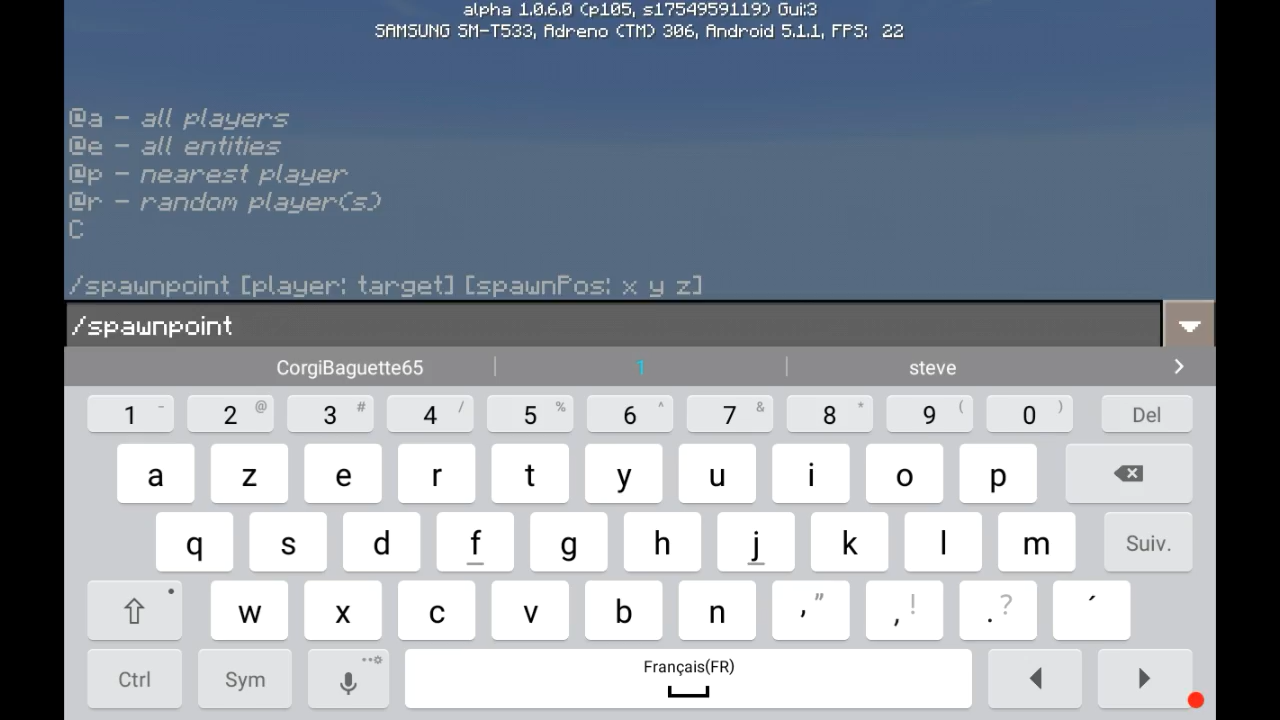 alpha 1.0.6.0 (p105, s1754959119) Gui:3
SAMSUNG SM-T533, Adreno (TM) 306, Android 5.1.1, FPS: 22
@a - all players
@e - all entities
@p - nearest player
@r - random player(s)
C
/spawnpoint [player: target] [spawnPos: x y z]
/spawnpoint
CorgiBaguette65 1 steve
1 - 2 @ 3 # 4 / 5 % 6 ^ 7 & 8 * 9 ( 0 ) Del
a z e r t y u i o p
q s d f g h j k l m Suiv.
w x c v b n ' " , ! . ? ´
Ctrl Sym Français(FR)